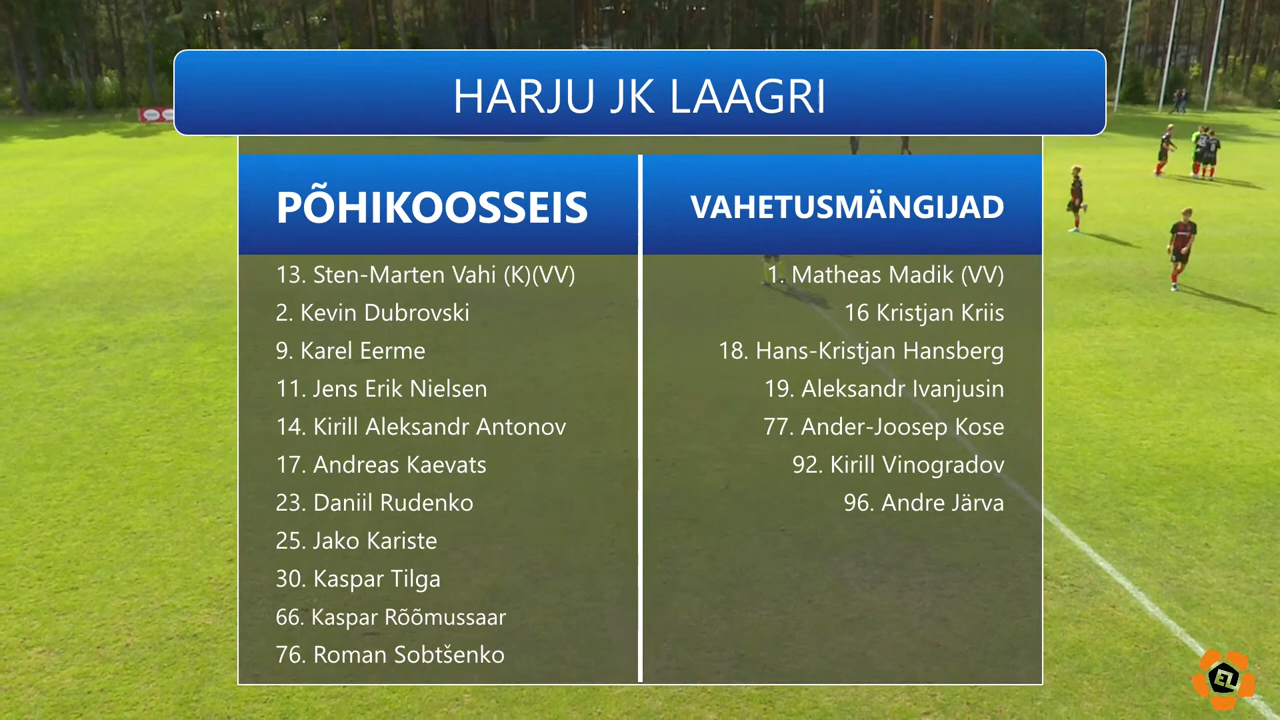 HARJU JK LAAGRI
PÕHIKOOSSEIS
13. Sten-Marten Vahi (K)(VV)
2. Kevin Dubrovski
9. Karel Eerme
11. Jens Erik Nielsen
14. Kirill Aleksandr Antonov
17. Andreas Kaevats
23. Daniil Rudenko
25. Jako Kariste
30. Kaspar Tilga
66. Kaspar Rõõmussaar
76. Roman Sobtšenko
VAHETUSMÄNGIJAD
1. Matheas Madik (VV)
16 Kristjan Kriis
18. Hans-Kristjan Hansberg
19. Aleksandr Ivanjusin
77. Ander-Joosep Kose
92. Kirill Vinogradov
96. Andre Järva
EL